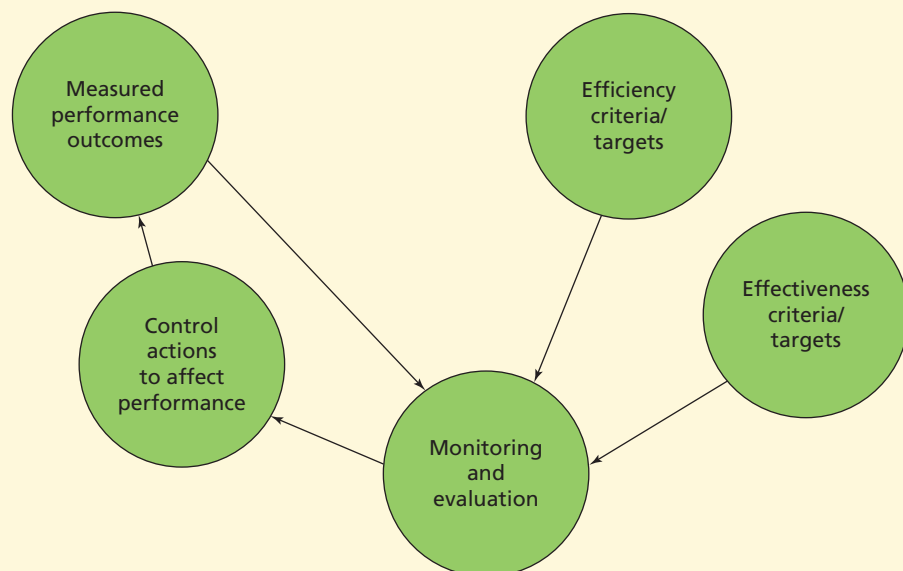 Measured
performance
outcomes
Efficiency
criteria/
targets
Effectiveness
criteria/
targets
Control
actions
to affect
performance
Monitoring
and
evaluation